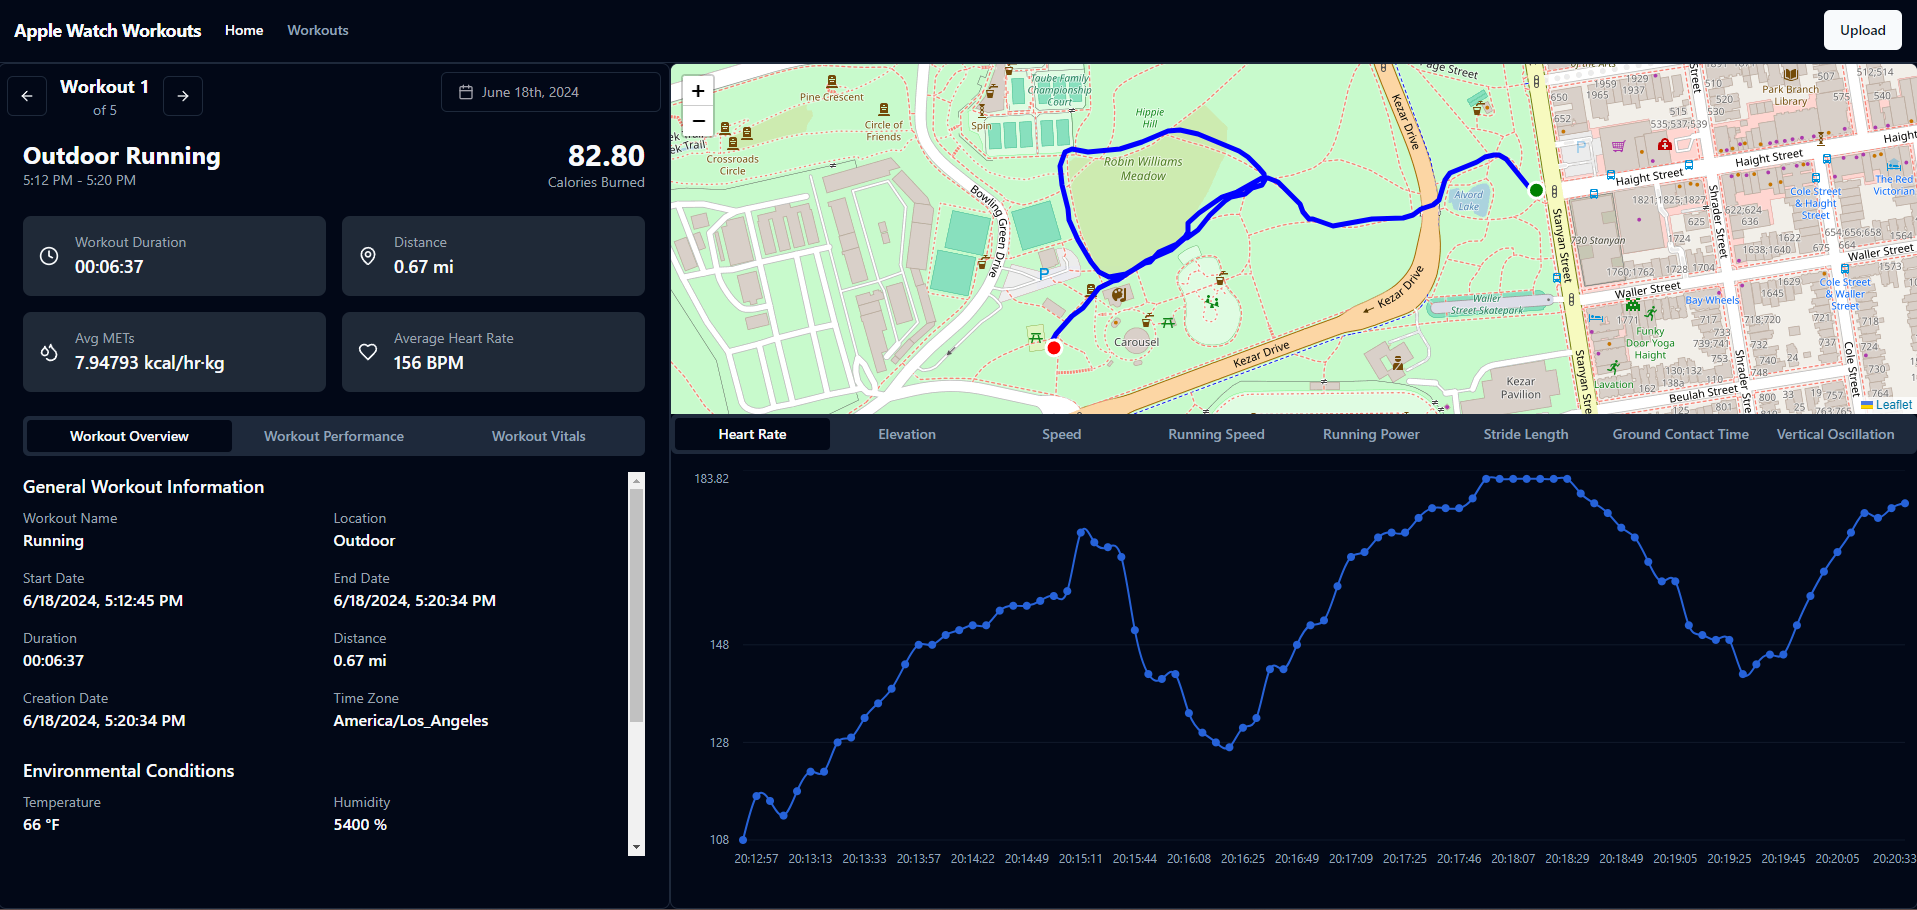 Apple Watch Workouts Home Workouts Upload
Workout 1
of 5
June 18th, 2024
Outdoor Running
5:12 PM - 5:20 PM
82.80
Calories Burned
Workout Duration
00:06:37
Distance
0.67 mi
Avg METs
7.94793 kcal/hr·kg
Average Heart Rate
156 BPM
Workout Overview Workout Performance Workout Vitals
General Workout Information
Workout Name
Running
Location
Outdoor
Start Date
6/18/2024, 5:12:45 PM
End Date
6/18/2024, 5:20:34 PM
Duration
00:06:37
Distance
0.67 mi
Creation Date
6/18/2024, 5:20:34 PM
Time Zone
America/Los_Angeles
Environmental Conditions
Temperature
66 °F
Humidity
5400 %
+
−
Pine Crescent
Circle of
Friends
Crossroads
Circle
Spin
Taube Family
Championship
Court
Hippie
Hill
Robin Williams
Meadow
Bowling Green Drive
P
Carousel
Kezar Drive
Kezar Drive
Kezar Drive
Alvord
Lake
Waller
Street Skatepark
Kezar
Pavilion
Stanyan Street
Haight Street
Haight Street
Shrader Street
Shrader Street
Waller Street
Waller Street
Beulah Street
Cole Street
Park Branch
Library
The Red
Victorian
Cole Street
& Haight
Street
Cole Street
& Waller
Street
Bay Wheels
730 Stanyan
Funky
Door Yoga
Haight
Lavation
Leaflet
Heart Rate Elevation Speed Running Speed Running Power Stride Length Ground Contact Time Vertical Oscillation
183.82
148
128
108
20:12:57 20:13:13 20:13:33 20:13:57 20:14:22 20:14:49 20:15:11 20:15:44 20:16:08 20:16:25 20:16:49 20:17:09 20:17:25 20:17:46 20:18:07 20:18:29 20:18:49 20:19:05 20:19:25 20:19:45 20:20:05 20:20:33